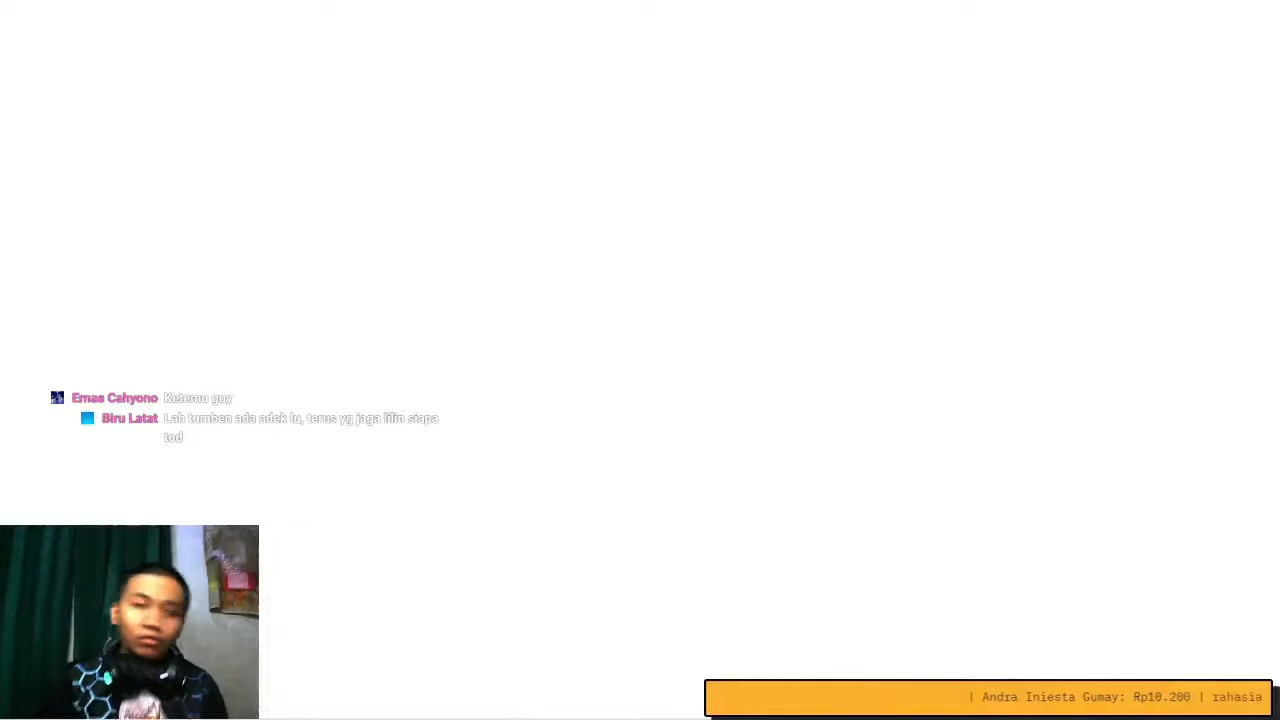 Ernas Cahyono Ketemu guy
Biru Latat Lah tumben ada adek lu, terus yg jaga lilin siapa
tod
| Andra Iniesta Gumay: Rp10.200 | rahasia